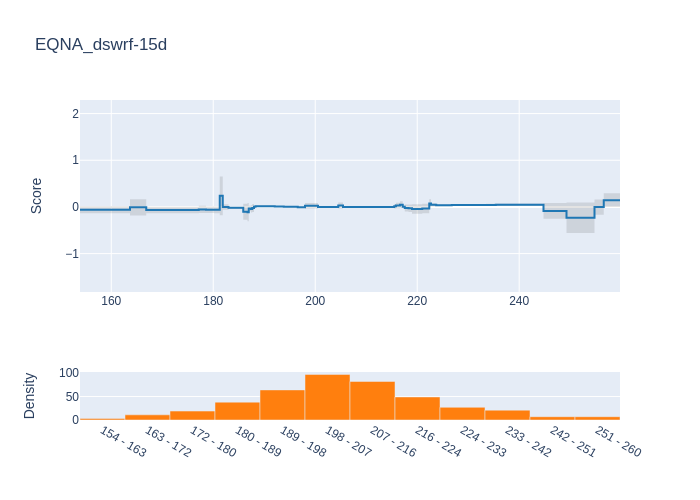 EQNA_dswrf-15d
2
1
0
−1
Score
160
180
200
220
240
100
50
0
Density
154 - 163
163 - 172
172 - 180
180 - 189
189 - 198
198 - 207
207 - 216
216 - 224
224 - 233
233 - 242
242 - 251
251 - 260